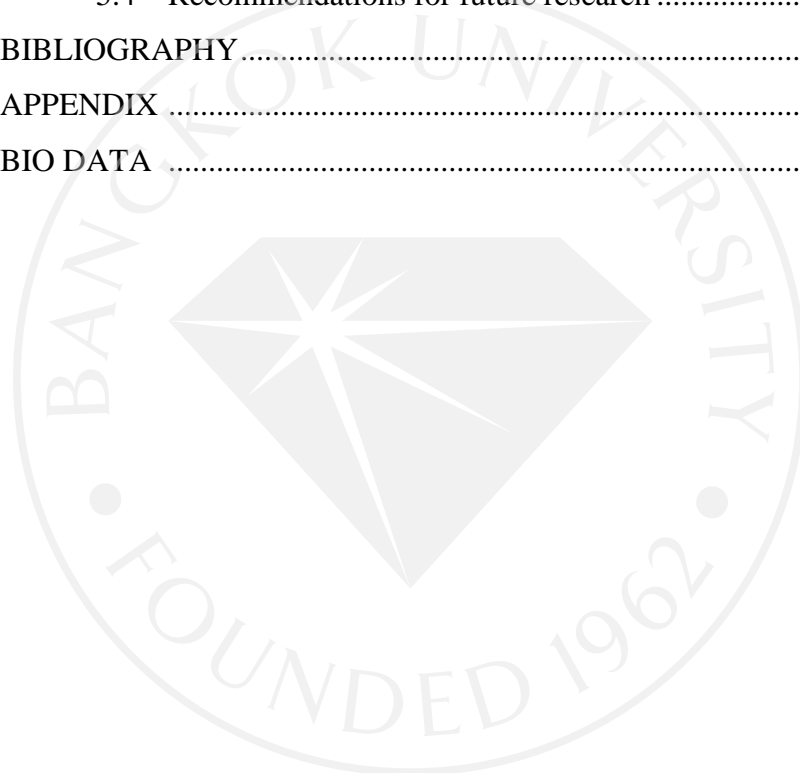 Recommendations for future research ..................
BIBLIOGRAPHY ......................................................................
APPENDIX ...............................................................................
BIO DATA ...............................................................................
BANGKOK UNIVERSITY
• FOUNDED 1962 •